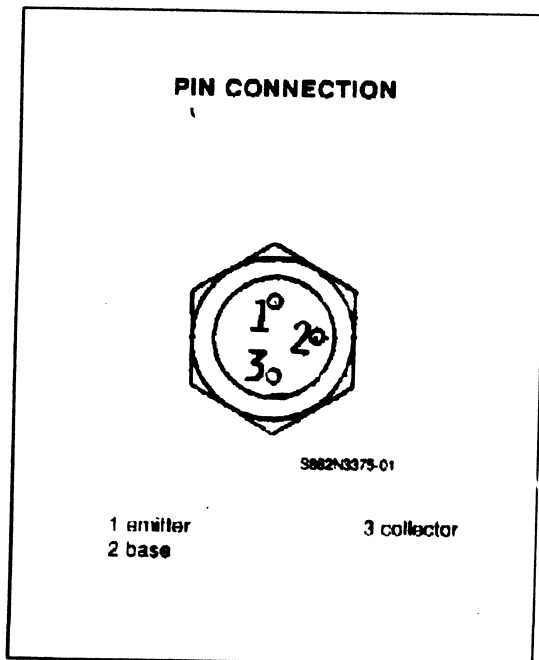 PIN CONNECTION
1
2
3
S882N3375-01
1 emitter 3 collector
2 base